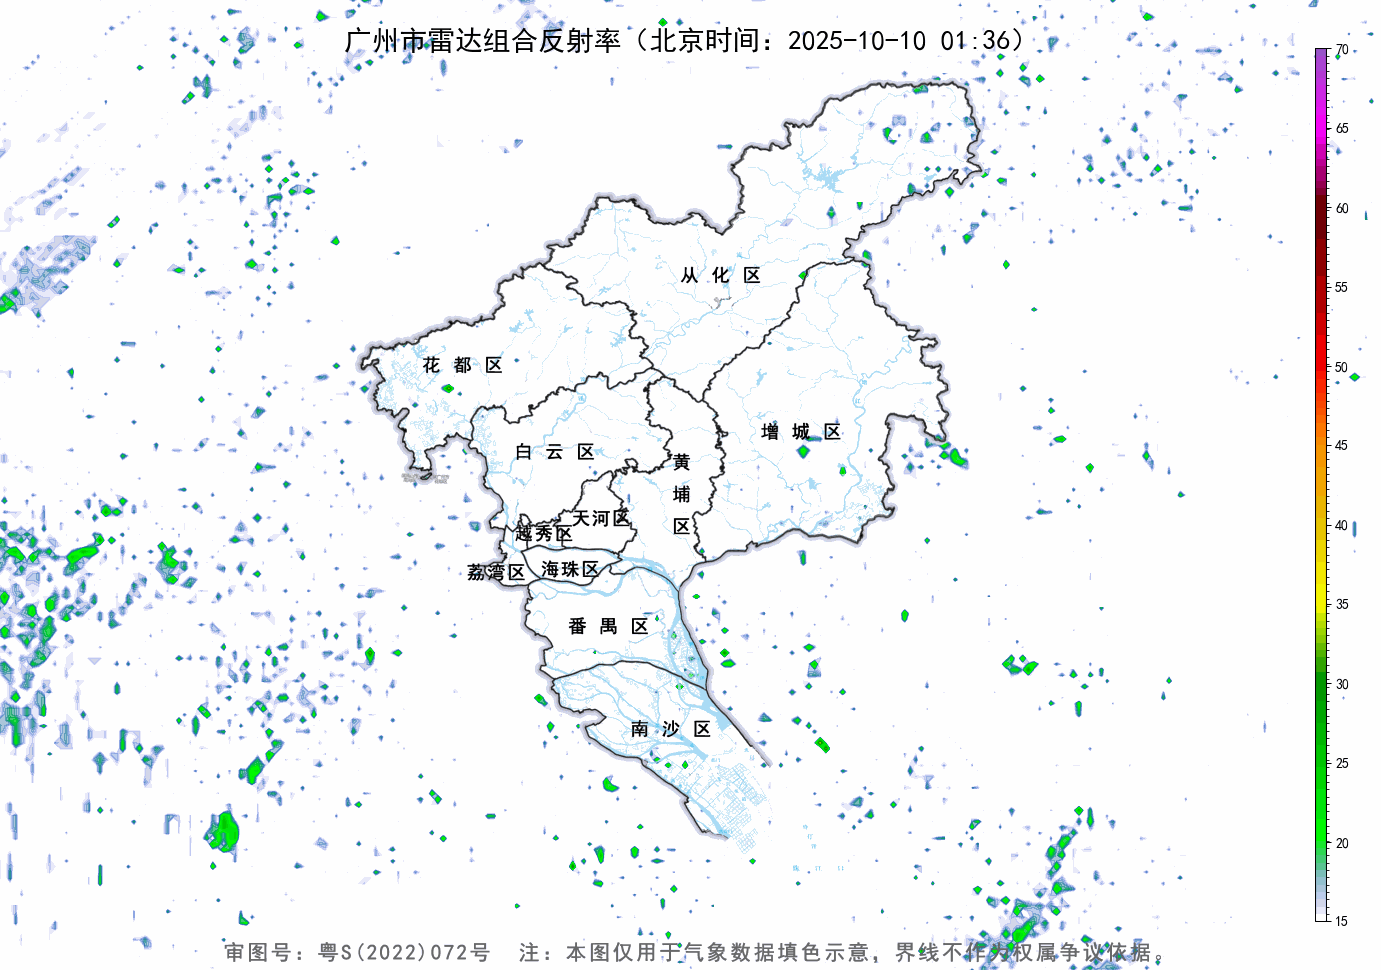 广州市雷达组合反射率（北京时间：2025-10-10 01:36）
70
65
60
55
50
45
40
35
30
25
20
15
从化区
花都区
增城区
白云区
黄埔区
天河区
越秀区
荔湾区
海珠区
番禺区
南沙区
审图号：粤S(2022)072号 注：本图仅用于气象数据填色示意，界线不作为权属争议依据。